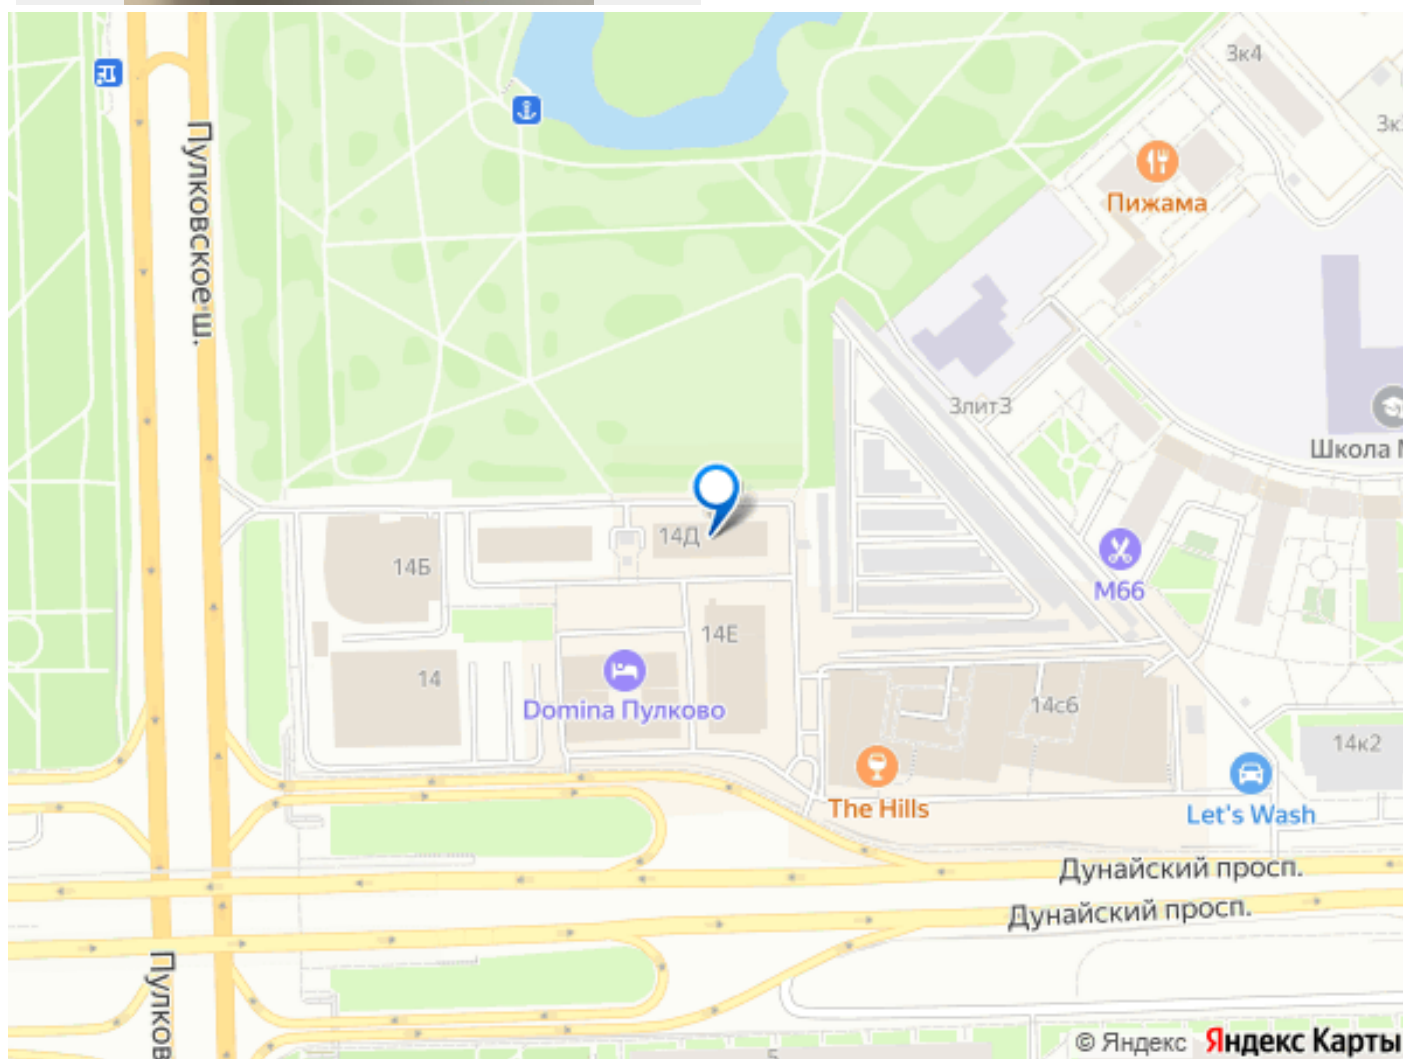 3к4
Пулковское ш.
Пижама
3литЗ
Школа
14Д
14Б
М66
14Е
14
Domina Пулково
14с6
14к2
The Hills
Let's Wash
Дунайский просп.
Дунайский просп.
Пулков
5
© Яндекс Яндекс Карты